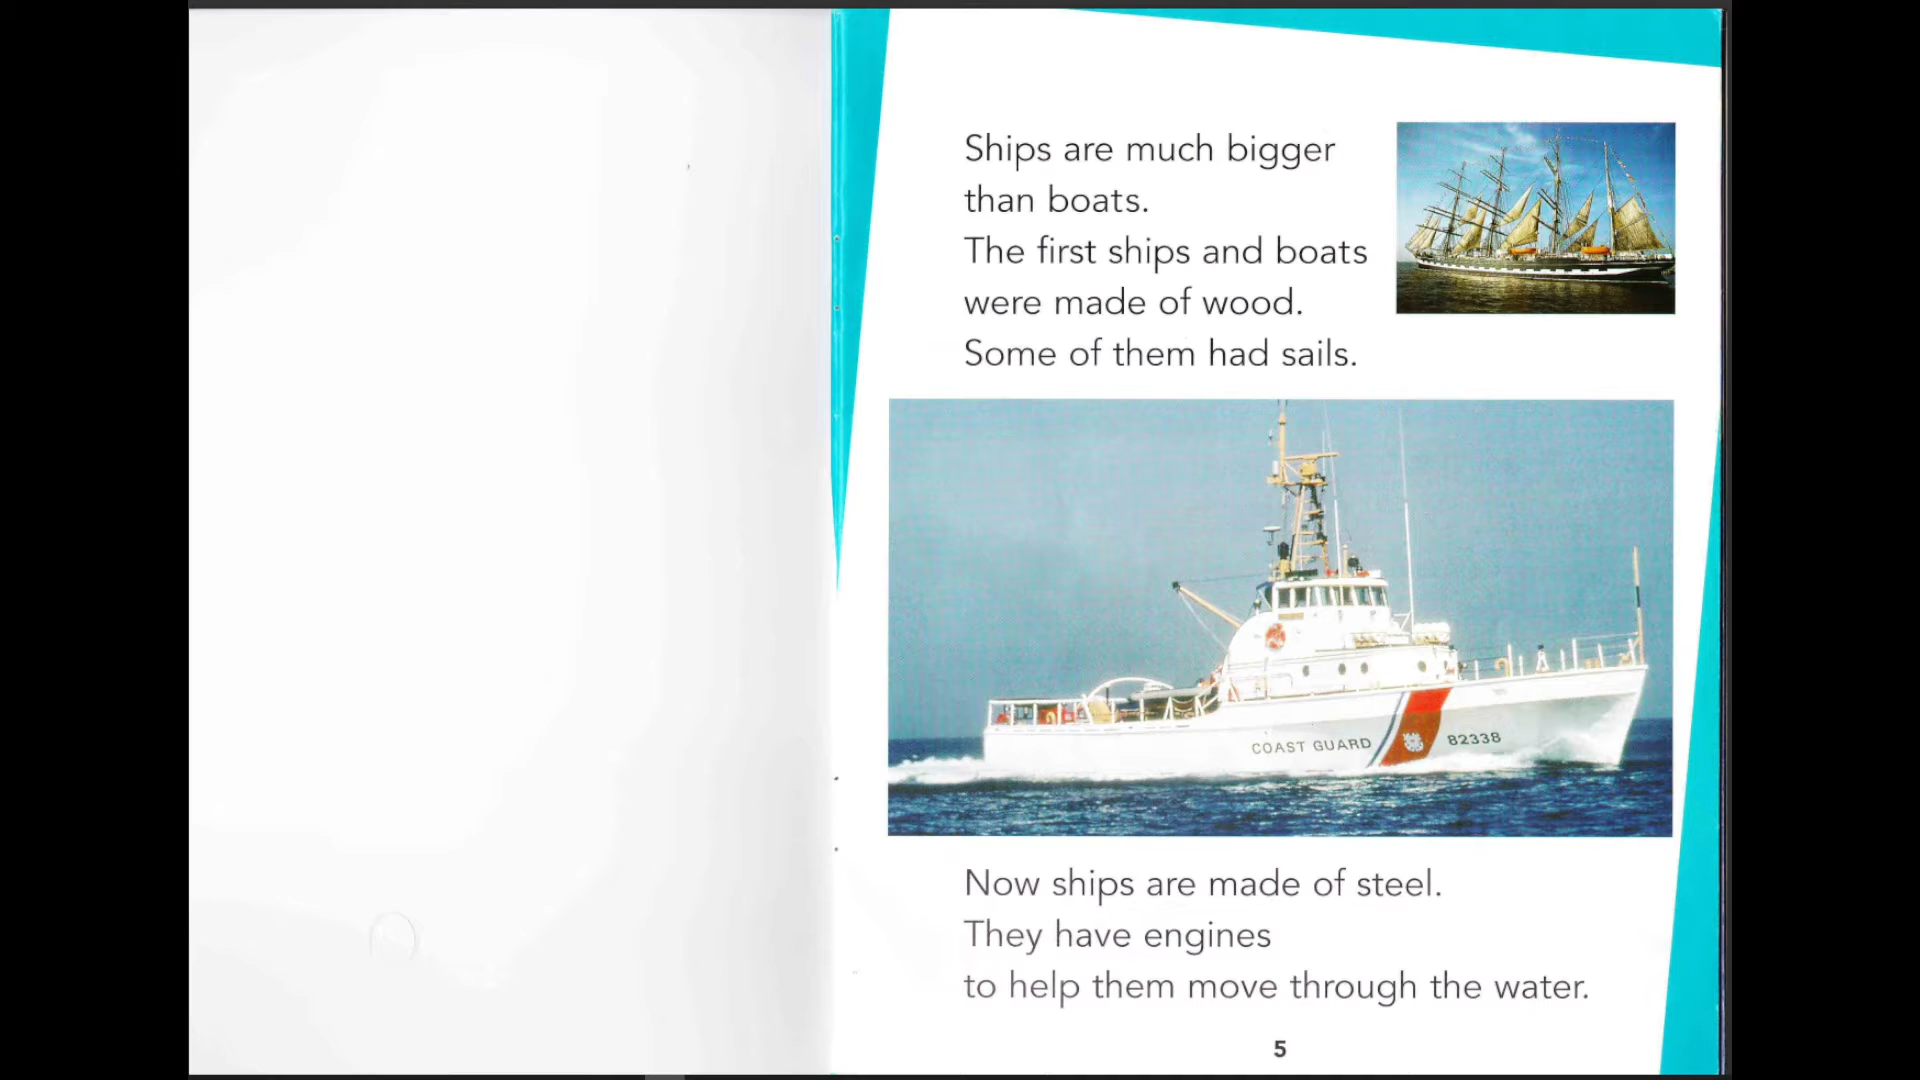 Ships are much bigger
than boats.
The first ships and boats
were made of wood.
Some of them had sails.
COAST GUARD 82338
Now ships are made of steel.
They have engines
to help them move through the water.
5